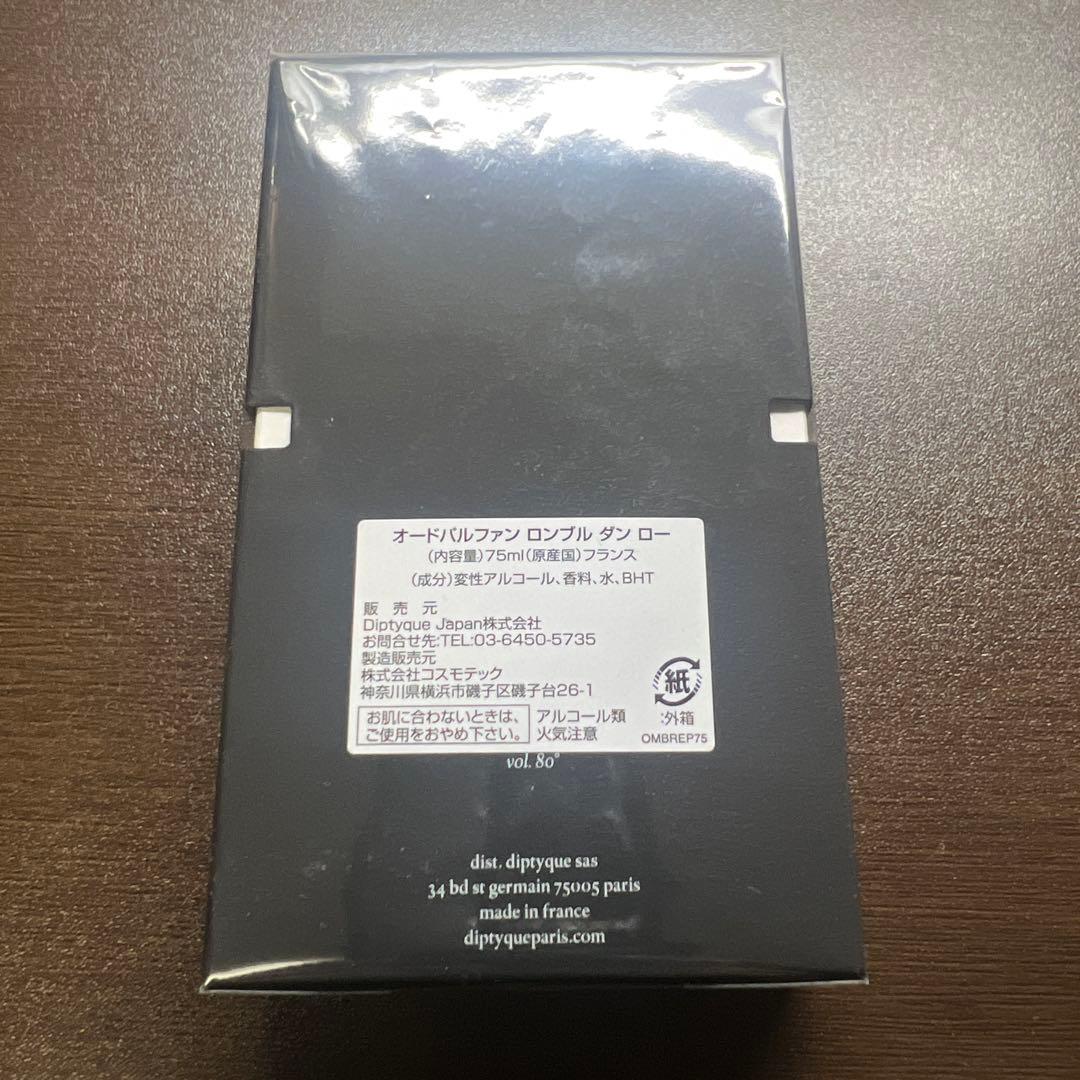 オードパルファン ロンブル ダン ロー
（内容量）75ml（原産国）フランス
（成分）変性アルコール、香料、水、BHT
販 売 元
Diptyque Japan株式会社
お問合せ先:TEL:03-6450-5735
製造販売元
株式会社コスモテック
神奈川県横浜市磯子区磯子台26-1
お肌に合わないときは、
ご使用をおやめ下さい。
アルコール類
火気注意
紙
:外箱
OMBREP75
vol. 80°
dist. diptyque sas
34 bd st germain 75005 paris
made in france
diptyqueparis.com